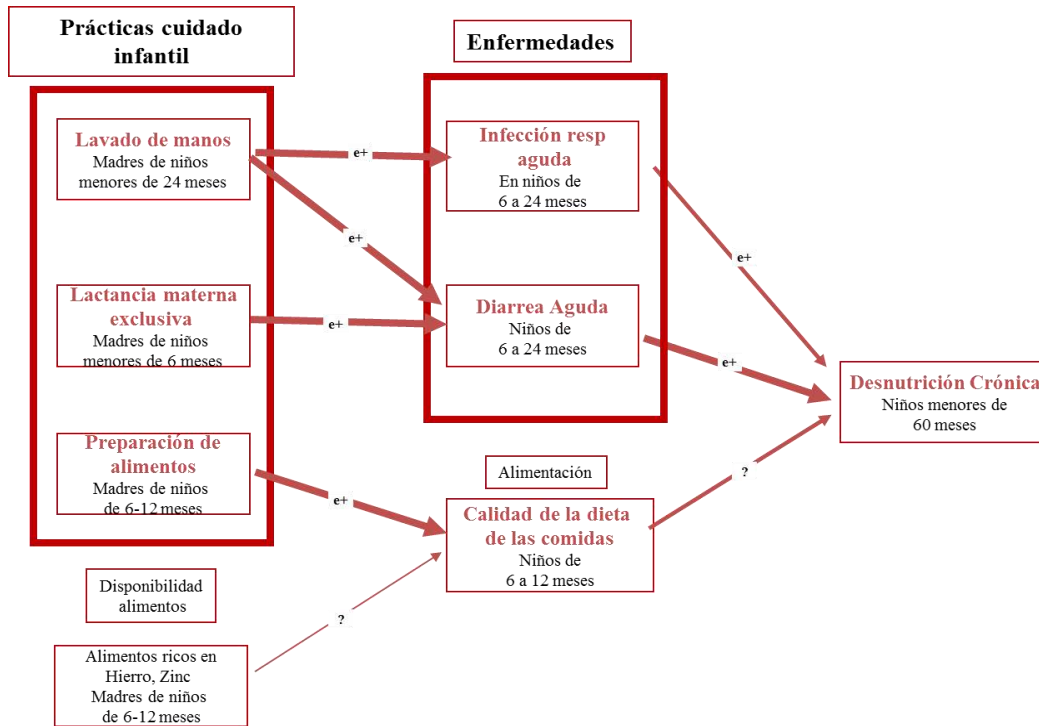 Prácticas cuidado
infantil
Lavado de manos
Madres de niños
menores de 24 meses
Lactancia materna
exclusiva
Madres de niños
menores de 6 meses
Preparación de
alimentos
Madres de niños
de 6-12 meses
Disponibilidad
alimentos
Alimentos ricos en
Hierro, Zinc
Madres de niños
de 6-12 meses
e+
e+
e+
e+
?
Enfermedades
Infección resp
aguda
En niños de
6 a 24 meses
Diarrea Aguda
Niños de
6 a 24 meses
Alimentación
Calidad de la dieta
de las comidas
Niños de
6 a 12 meses
e+
e+
?
Desnutrición Crónica
Niños menores de
60 meses